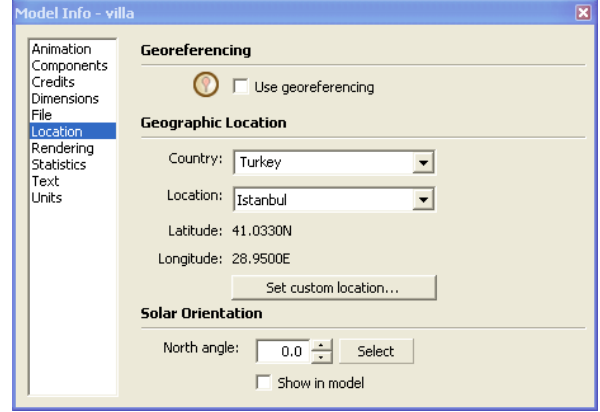 Model Info - villa
Animation
Components
Credits
Dimensions
File
Location
Rendering
Statistics
Text
Units
Georeferencing
Use georeferencing
Geographic Location
Country: Turkey
Location: Istanbul
Latitude: 41.0330N
Longitude: 28.9500E
Set custom location...
Solar Orientation
North angle: 0.0 Select
Show in model